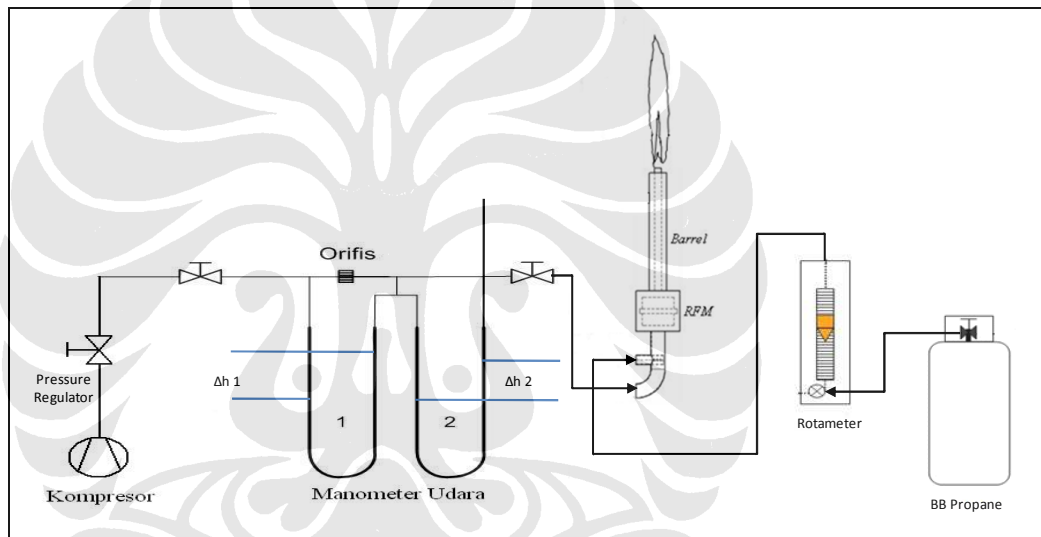 Orifis
Barrel
RFM
Pressure
Regulator
Δh 1
Δh 2
1
2
Rotameter
Kompresor
Manometer Udara
BB Propane